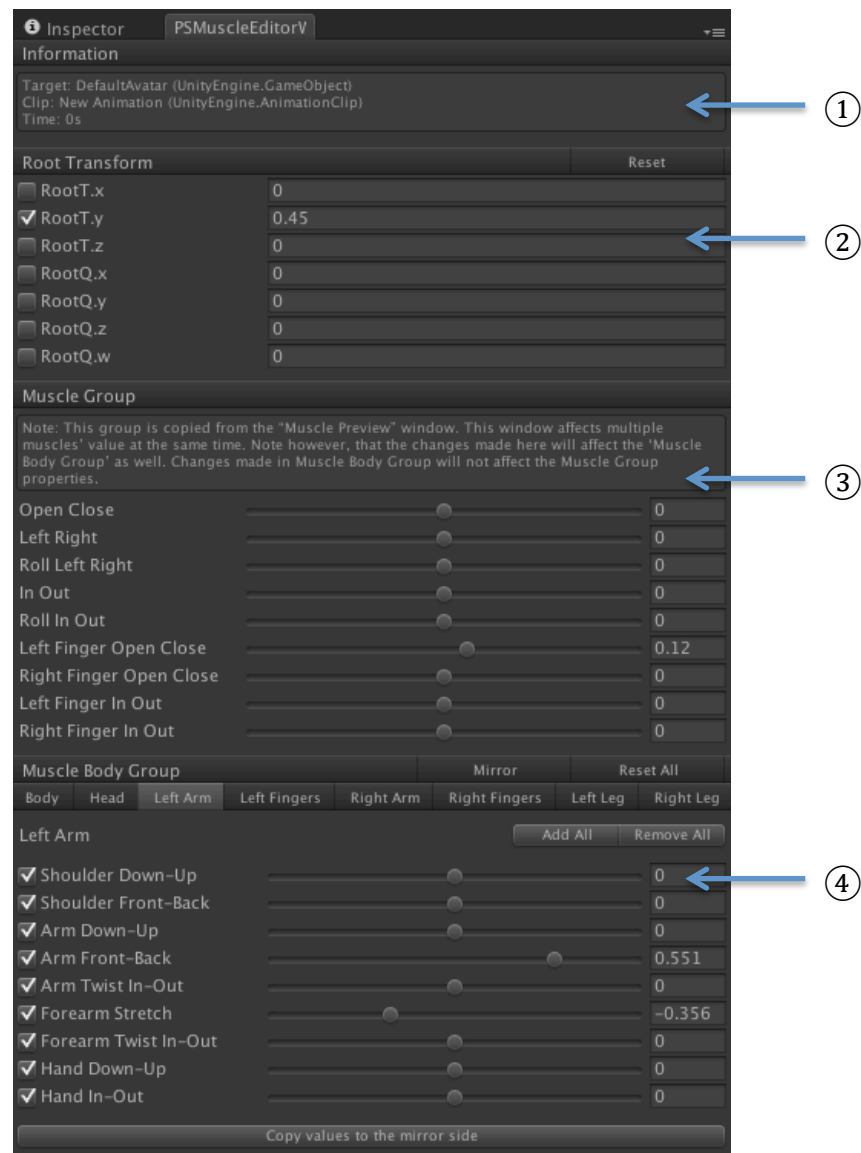 Inspector PSMuscleEditorV
Information
Target: DefaultAvatar (UnityEngine.GameObject)
Clip: New Animation (UnityEngine.AnimationClip)
Time: 0s
①
Root Transform Reset
RootT.x 0
RootT.y 0.45
RootT.z 0
②
RootQ.x 0
RootQ.y 0
RootQ.z 0
RootQ.w 0
Muscle Group
Note: This group is copied from the "Muscle Preview" window. This window affects multiple
muscles' value at the same time. Note however, that the changes made here will affect the 'Muscle
Body Group' as well. Changes made in Muscle Body Group will not affect the Muscle Group
properties.
③
Open Close 0
Left Right 0
Roll Left Right 0
In Out 0
Roll In Out 0
Left Finger Open Close 0.12
Right Finger Open Close 0
Left Finger In Out 0
Right Finger In Out 0
Muscle Body Group Mirror Reset All
Body Head Left Arm Left Fingers Right Arm Right Fingers Left Leg Right Leg
Left Arm Add All Remove All
Shoulder Down-Up 0
④
Shoulder Front-Back 0
Arm Down-Up 0
Arm Front-Back 0.551
Arm Twist In-Out 0
Forearm Stretch -0.356
Forearm Twist In-Out 0
Hand Down-Up 0
Hand In-Out 0
Copy values to the mirror side